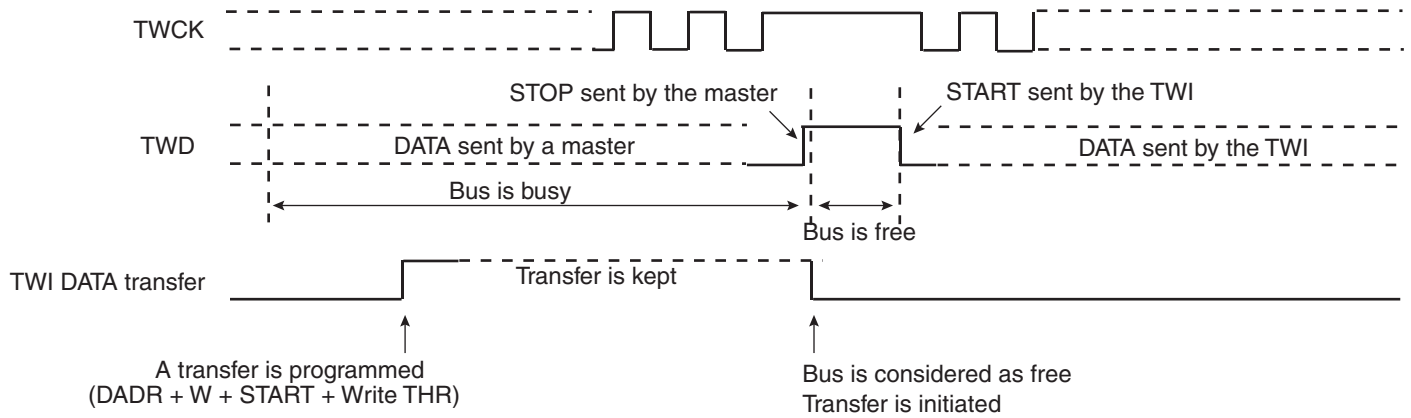 TWCK
STOP sent by the master
START sent by the TWI
TWD
DATA sent by a master
DATA sent by the TWI
Bus is busy
Bus is free
TWI DATA transfer
Transfer is kept
A transfer is programmed
(DADR + W + START + Write THR)
Bus is considered as free
Transfer is initiated